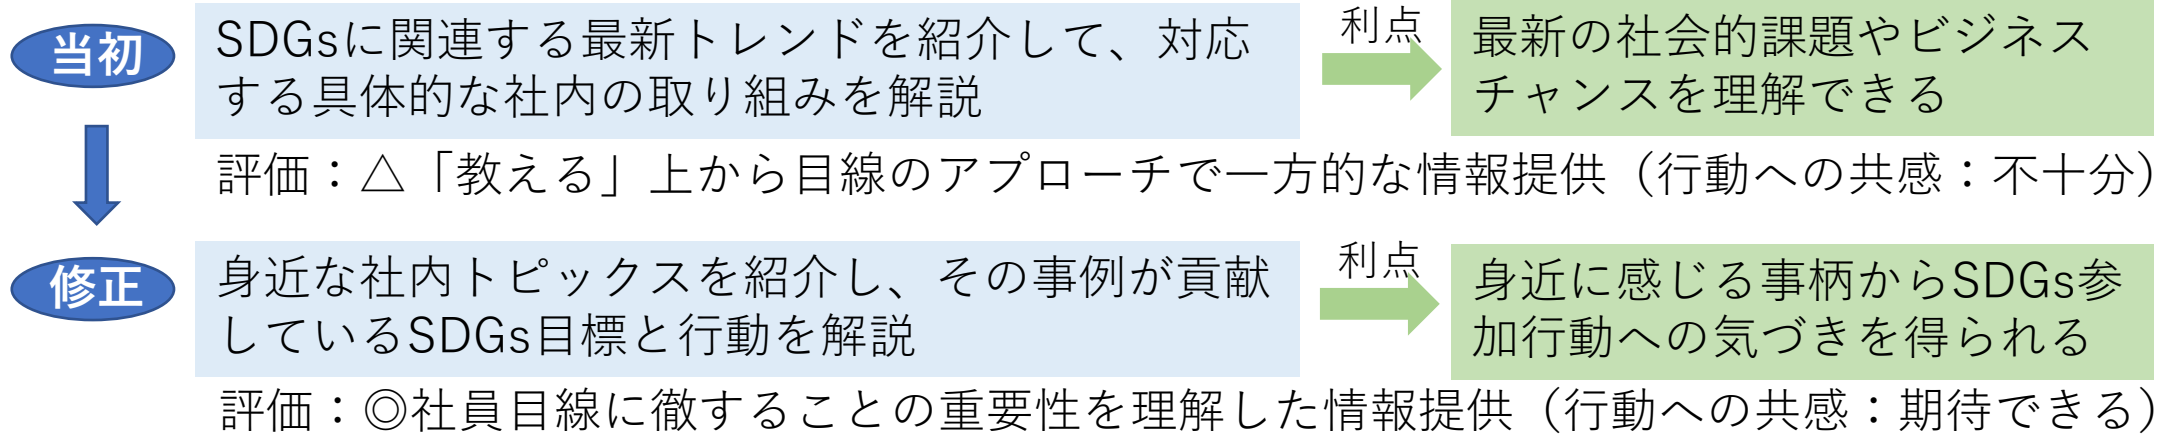 当初
SDGsに関連する最新トレンドを紹介して、対応
する具体的な社内の取り組みを解説
利点
最新の社会的課題やビジネス
チャンスを理解できる
評価：△「教える」上から目線のアプローチで一方的な情報提供（行動への共感：不十分）
修正
身近な社内トピックスを紹介し、その事例が貢献
しているSDGs目標と行動を解説
利点
身近に感じる事柄からSDGs参
加行動への気づきを得られる
評価：◎社員目線に徹することの重要性を理解した情報提供（行動への共感：期待できる）